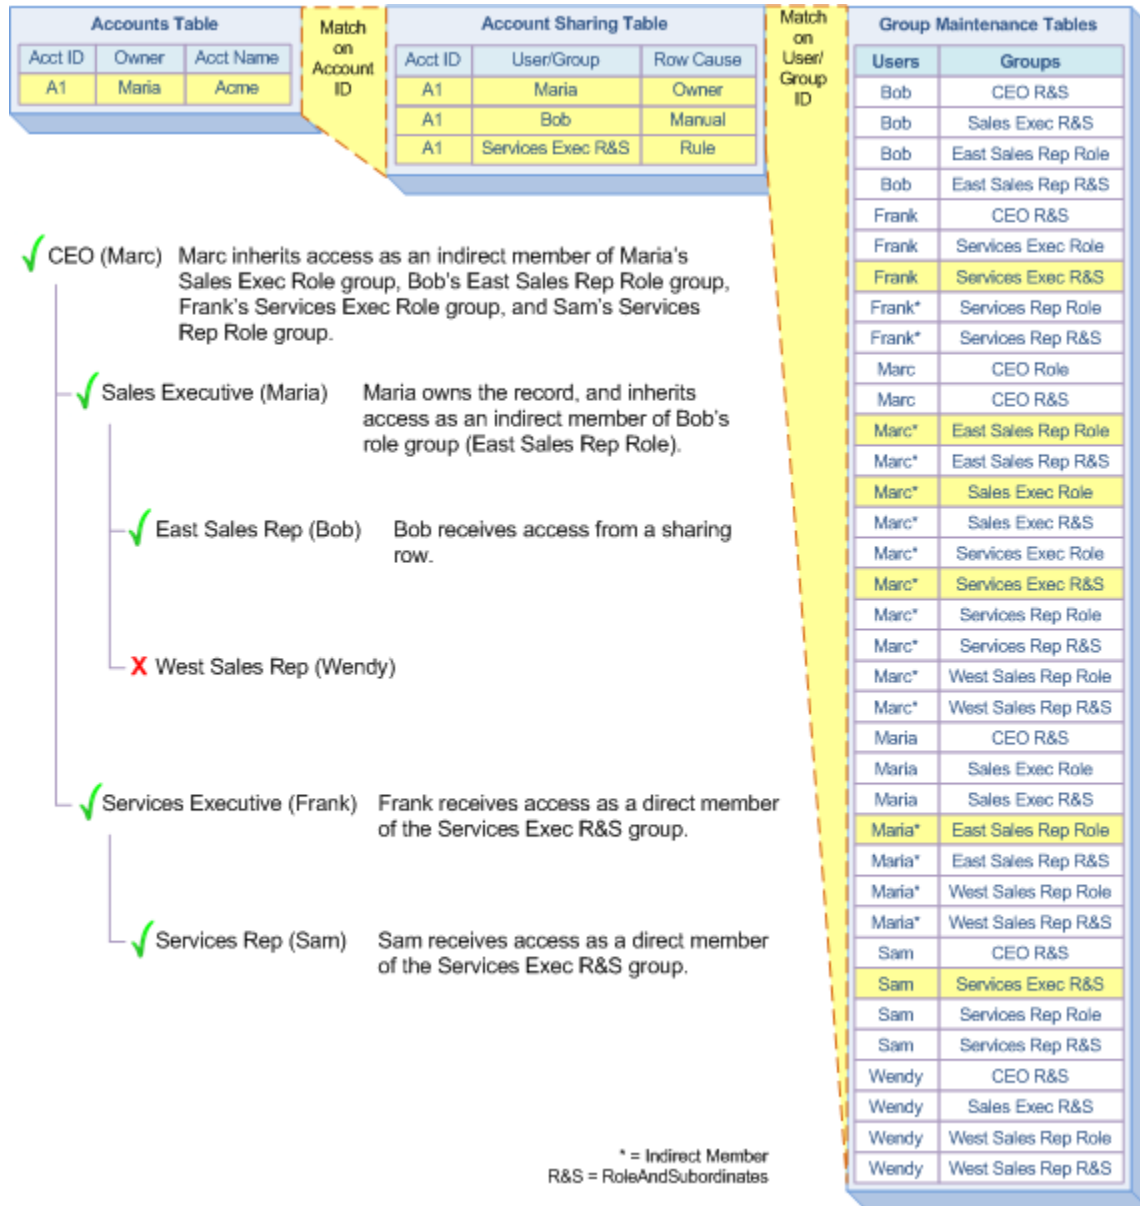 Accounts Table
Acct ID Owner Acct Name
A1 Maria Acme
Match
on
Account
ID
Account Sharing Table
Acct ID User/Group Row Cause
A1 Maria Owner
A1 Bob Manual
A1 Services Exec R&S Rule
Match
on
User/
Group
ID
Group Maintenance Tables
Users Groups
Bob CEO R&S
Bob Sales Exec R&S
Bob East Sales Rep Role
Bob East Sales Rep R&S
Frank CEO R&S
Frank Services Exec Role
Frank Services Exec R&S
Frank* Services Rep Role
Frank* Services Rep R&S
Marc CEO Role
Marc CEO R&S
Marc* East Sales Rep Role
Marc* East Sales Rep R&S
Marc* Sales Exec Role
Marc* Sales Exec R&S
Marc* Services Exec Role
Marc* Services Exec R&S
Marc* Services Rep Role
Marc* Services Rep R&S
Marc* West Sales Rep Role
Marc* West Sales Rep R&S
Maria CEO R&S
Maria Sales Exec Role
Maria Sales Exec R&S
Maria* East Sales Rep Role
Maria* East Sales Rep R&S
Maria* West Sales Rep Role
Maria* West Sales Rep R&S
Sam CEO R&S
Sam Services Exec R&S
Sam Services Rep Role
Sam Services Rep R&S
Wendy CEO R&S
Wendy Sales Exec R&S
Wendy West Sales Rep Role
Wendy West Sales Rep R&S
CEO (Marc)
Marc inherits access as an indirect member of Maria's
Sales Exec Role group, Bob's East Sales Rep Role group,
Frank's Services Exec Role group, and Sam's Services
Rep Role group.
Sales Executive (Maria)
Maria owns the record, and inherits
access as an indirect member of Bob's
role group (East Sales Rep Role).
East Sales Rep (Bob)
Bob receives access from a sharing
row.
X West Sales Rep (Wendy)
Services Executive (Frank)
Frank receives access as a direct member
of the Services Exec R&S group.
Services Rep (Sam)
Sam receives access as a direct member
of the Services Exec R&S group.
* = Indirect Member
R&S = RoleAndSubordinates